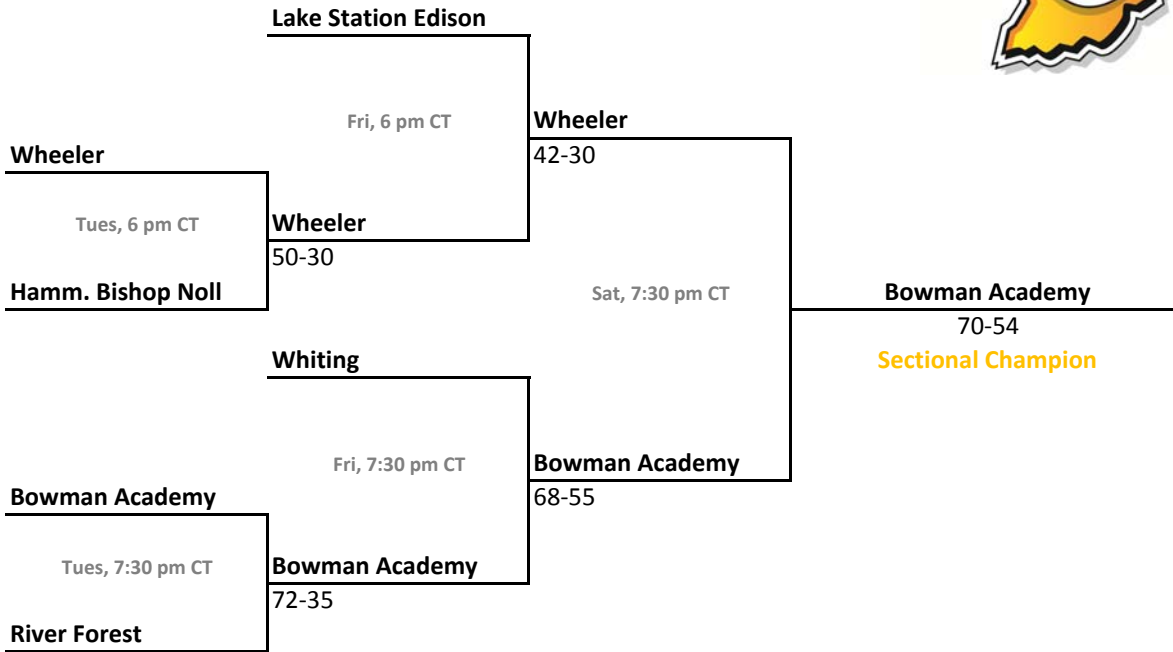 Lake Station Edison
Fri, 6 pm CT
Wheeler
Wheeler
42-30
Tues, 6 pm CT
Wheeler
50-30
Hamm. Bishop Noll
Sat, 7:30 pm CT
Bowman Academy
70-54
Whiting
Sectional Champion
Fri, 7:30 pm CT
Bowman Academy
Bowman Academy
68-55
Tues, 7:30 pm CT
Bowman Academy
72-35
River Forest